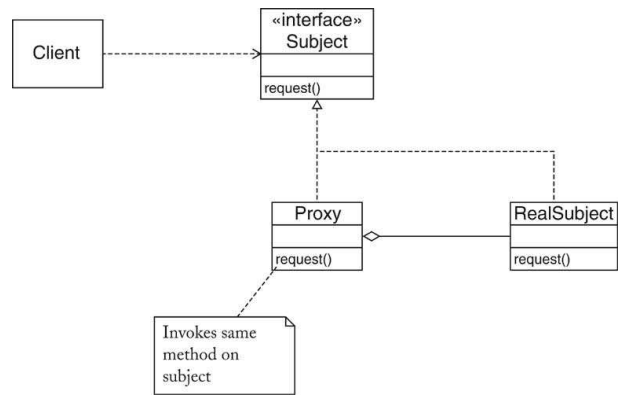 Client
«interface»
Subject
request()
Proxy
request()
RealSubject
request()
Invokes same
method on
subject